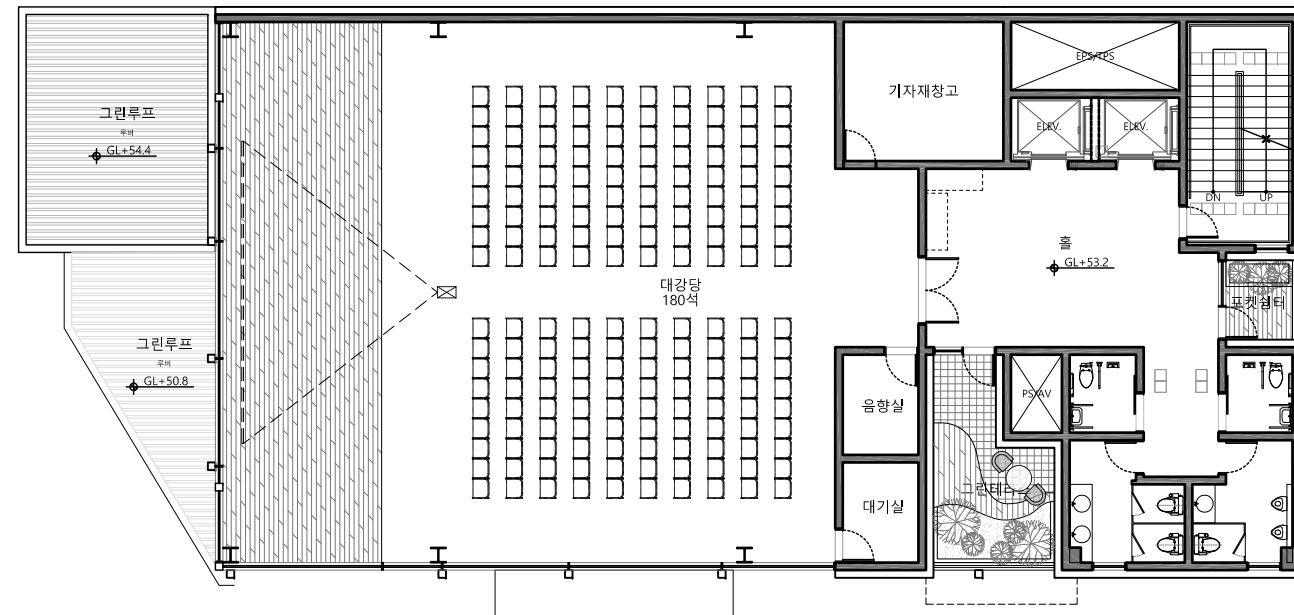 그린루프
루버
GL+54.4
그린루프
루버
GL+50.8
대강당
180석
기자재창고
EPS/TPS
ELEV.
ELEV.
DN
UP
홀
GL+53.2
포켓쉼터
음향실
PS/AV
대기실
그린테라스